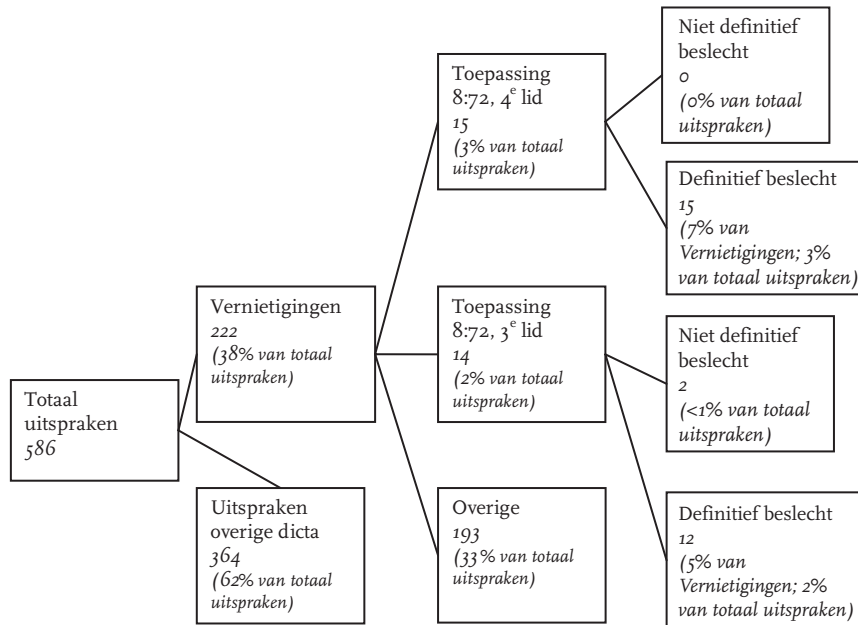 Totaal
uitspraken
586
Vernietigingen
222
(38% van totaal
uitspraken)
Uitspraken
overige dicta
364
(62% van totaal
uitspraken)
Toepassing
8:72, 4e lid
15
(3% van totaal
uitspraken)
Toepassing
8:72, 3e lid
14
(2% van totaal
uitspraken)
Overige
193
(33% van totaal
uitspraken)
Niet definitief
beslecht
0
(0% van totaal
uitspraken)
Definitief beslecht
15
(7% van
Vernietigingen; 3%
van totaal uitspraken)
Niet definitief
beslecht
2
(<1% van totaal
uitspraken)
Definitief beslecht
12
(5% van
Vernietigingen; 2%
van totaal uitspraken)